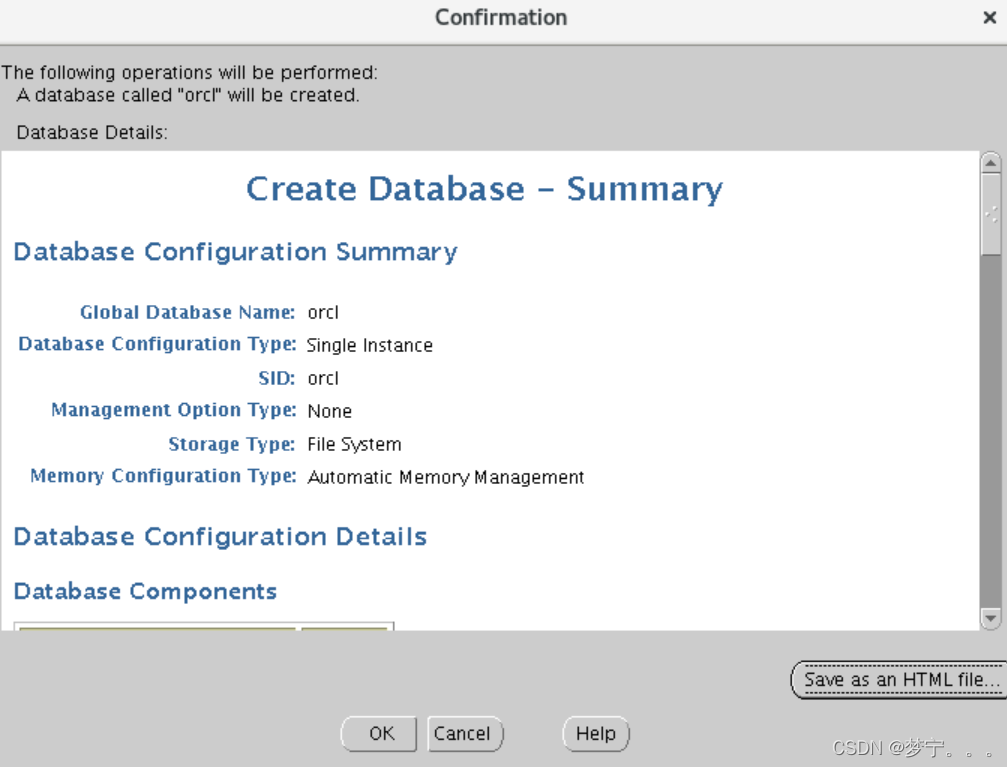 Confirmation
The following operations will be performed:
A database called "orcl" will be created.
Database Details:
Create Database – Summary
Database Configuration Summary
Global Database Name: orcl
Database Configuration Type: Single Instance
SID: orcl
Management Option Type: None
Storage Type: File System
Memory Configuration Type: Automatic Memory Management
Database Configuration Details
Database Components
Save as an HTML file...
OK Cancel Help
CSDN @梦宁。。。